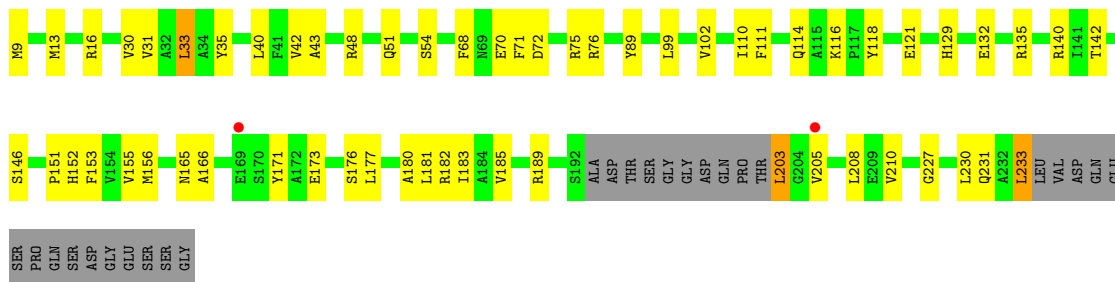 M9 M13 R16 V30 V31 A32 L33 A34 Y35 L40 F41 V42 A43 R48 Q51 S54 F68 N69 E70 F71 D72 R75 R76 Y89 L99 V102 I110 F111 Q114 A115 K116 P117 Y118 E121 H129 E132 R135 R140 I141 T142
S146 P151 H152 F153 V154 V155 M156 N165 A166 E169 S170 Y171 A172 E173 S176 L177 A180 L181 R182 I183 A184 V185 R189 S192 ALA ASP THR SER GLY GLY ASP GLN PRO THR L203 G204 V205 L208 E209 V210 G227 L230 Q231 A232 L233 LEU VAL ASP GLN GLU
SER PRO GLN SER ASP GLY GLU SER SER GLY